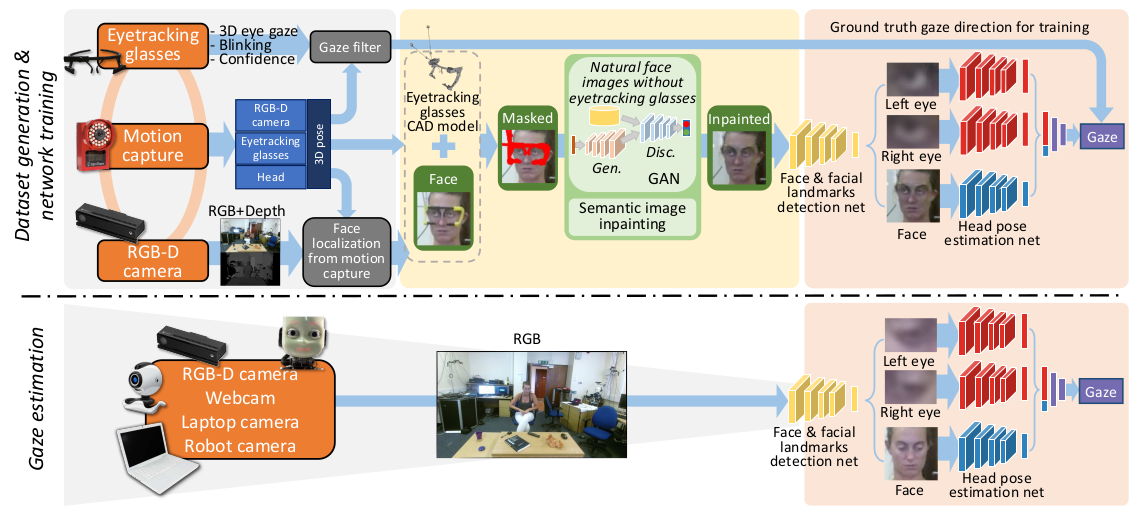 Dataset generation &
network training
Eyetracking
glasses
- 3D eye gaze
- Blinking
- Confidence
Gaze filter
Motion
capture
RGB-D
camera
Eyetracking
glasses
Head
3D pose
RGB-D
camera
RGB+Depth
Face
localization
from motion
capture
Eyetracking
glasses
CAD model
Face
Masked
Natural face
images without
eyetracking glasses
Gen.
Disc.
GAN
Semantic image
inpainting
Inpainted
Face & facial
landmarks
detection net
Ground truth gaze direction for training
Left eye
Right eye
Face
Head pose
estimation net
Gaze
Gaze estimation
RGB-D camera
Webcam
Laptop camera
Robot camera
RGB
Face & facial
landmarks
detection net
Left eye
Right eye
Face
Head pose
estimation net
Gaze